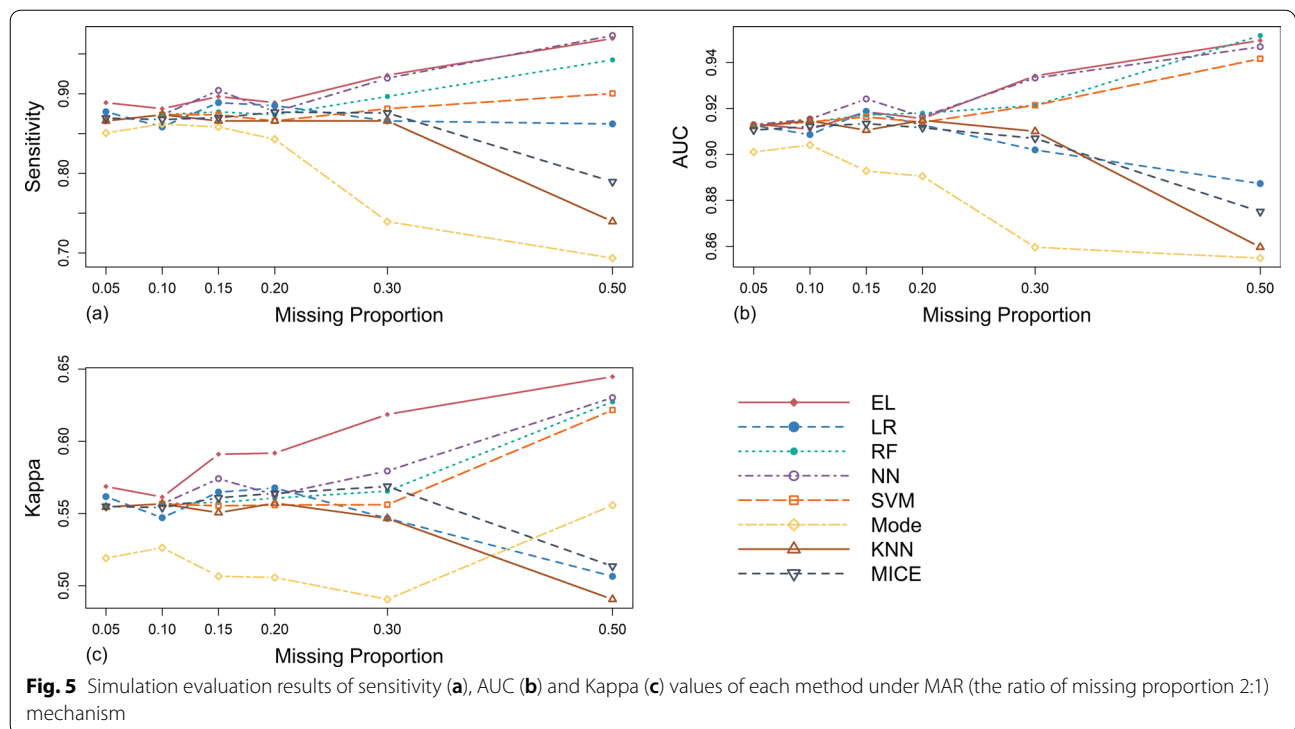 Sensitivity
0.70
0.80
0.90
0.05
0.10
0.15
0.20
0.30
0.50
(a)
Missing Proportion
AUC
0.86
0.88
0.90
0.92
0.94
0.05
0.10
0.15
0.20
0.30
0.50
(b)
Missing Proportion
Kappa
0.50
0.55
0.60
0.65
0.05
0.10
0.15
0.20
0.30
0.50
(c)
Missing Proportion
EL
LR
RF
NN
SVM
Mode
KNN
MICE
Fig. 5 Simulation evaluation results of sensitivity (a), AUC (b) and Kappa (c) values of each method under MAR (the ratio of missing proportion 2:1)
mechanism